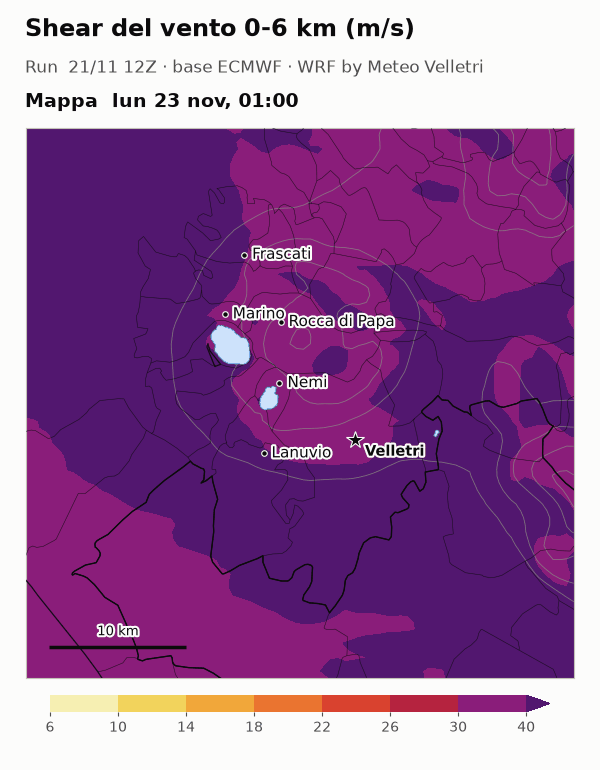 Shear del vento 0-6 km (m/s)
Run  21/11 12Z · base ECMWF · WRF by Meteo Velletri
Mappa  lun 23 nov, 01:00
Frascati
Marino
Rocca di Papa
Nemi
Velletri
Lanuvio
10 km
6 10 14 18 22 26 30 40